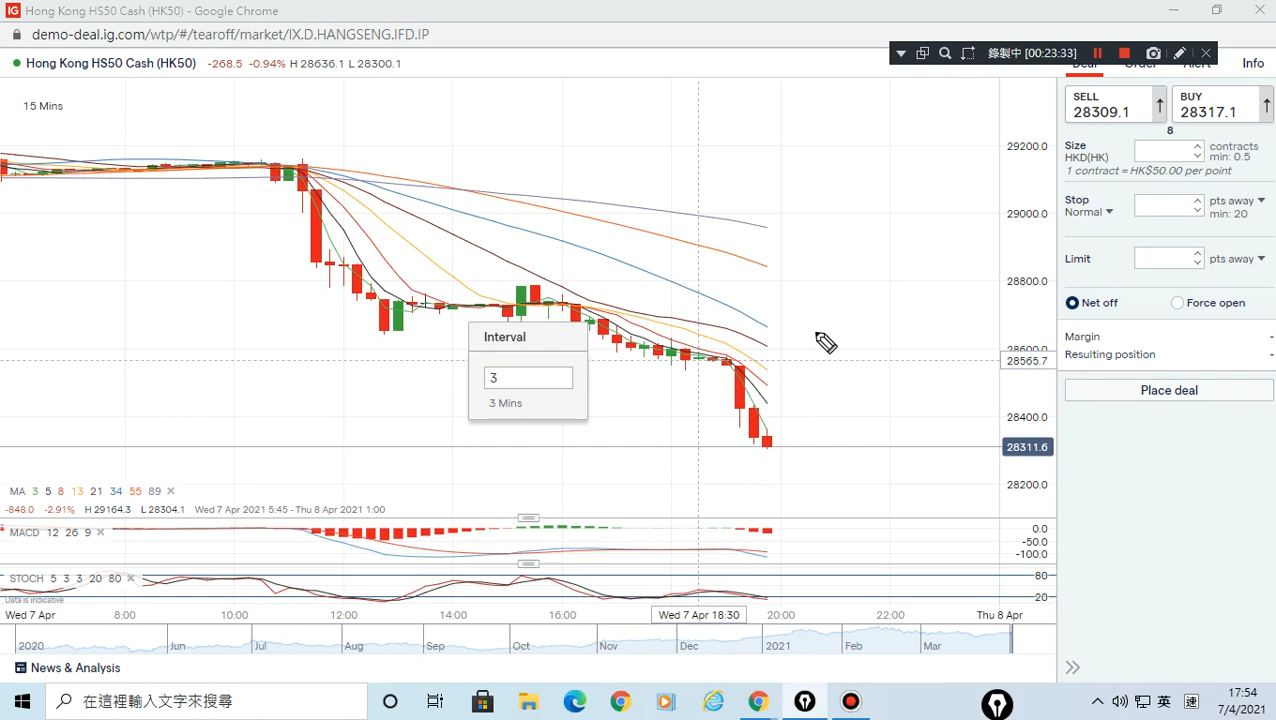 IG Hong Kong HS50 Cash (HK50) - Google Chrome
demo-deal.ig.com/wtp/#/tearoff/market/IX.D.HANGSENG.IFD.IP
Hong Kong HS50 Cash (HK50) -268.5 -0.94% H 28630.1 L 28300.1
錄製中 [00:23:33]
Deal Order Alert Info
15 Mins
SELL
28309.1
BUY
28317.1
8
Size
HKD(HK)
contracts
min: 0.5
1 contract = HK$50.00 per point
Stop
Normal
pts away
min: 20
Limit
pts away
Net off
Force open
Margin -
Resulting position -
Place deal
29200.0
29000.0
28800.0
28600.0
28565.7
28400.0
28311.6
28200.0
Interval
3
3 Mins
MA 3 5 8 13 21 34 55 89
-848.0 -2.91% H 29164.3 L 28304.1 Wed 7 Apr 2021 5:45 - Thu 8 Apr 2021 1:00
MACD 12 26 9
0.0
-50.0
-100.0
STOCH 5 3 3 20 80
80
20
Data is indicative
Wed 7 Apr 8:00 10:00 12:00 14:00 16:00 Wed 7 Apr 18:30 20:00 22:00 Thu 8 Apr
2020 Jun Jul Aug Sep Oct Nov Dec 2021 Feb Mar
News & Analysis
在這裡輸入文字來搜尋
英
17:54
7/4/2021